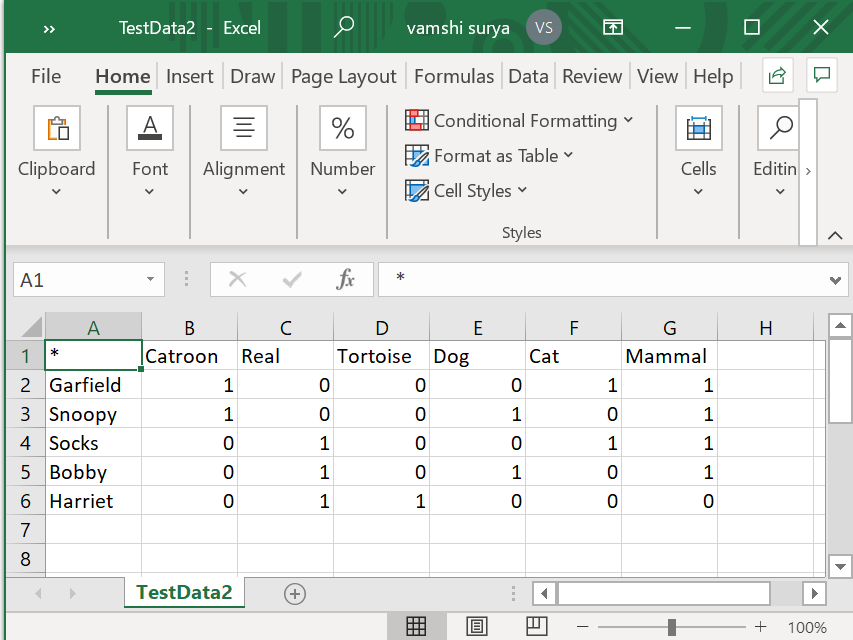 » TestData2 - Excel vamshi surya VS
File Home Insert Draw Page Layout Formulas Data Review View Help
Clipboard Font Alignment Number Conditional Formatting Format as Table Cell Styles Styles Cells Editin
A1 fx *
A B C D E F G H
1 * Catroon Real Tortoise Dog Cat Mammal
2 Garfield 1 0 0 0 1 1
3 Snoopy 1 0 0 1 0 1
4 Socks 0 1 0 0 1 1
5 Bobby 0 1 0 1 0 1
6 Harriet 0 1 1 0 0 0
7
8
TestData2
100%